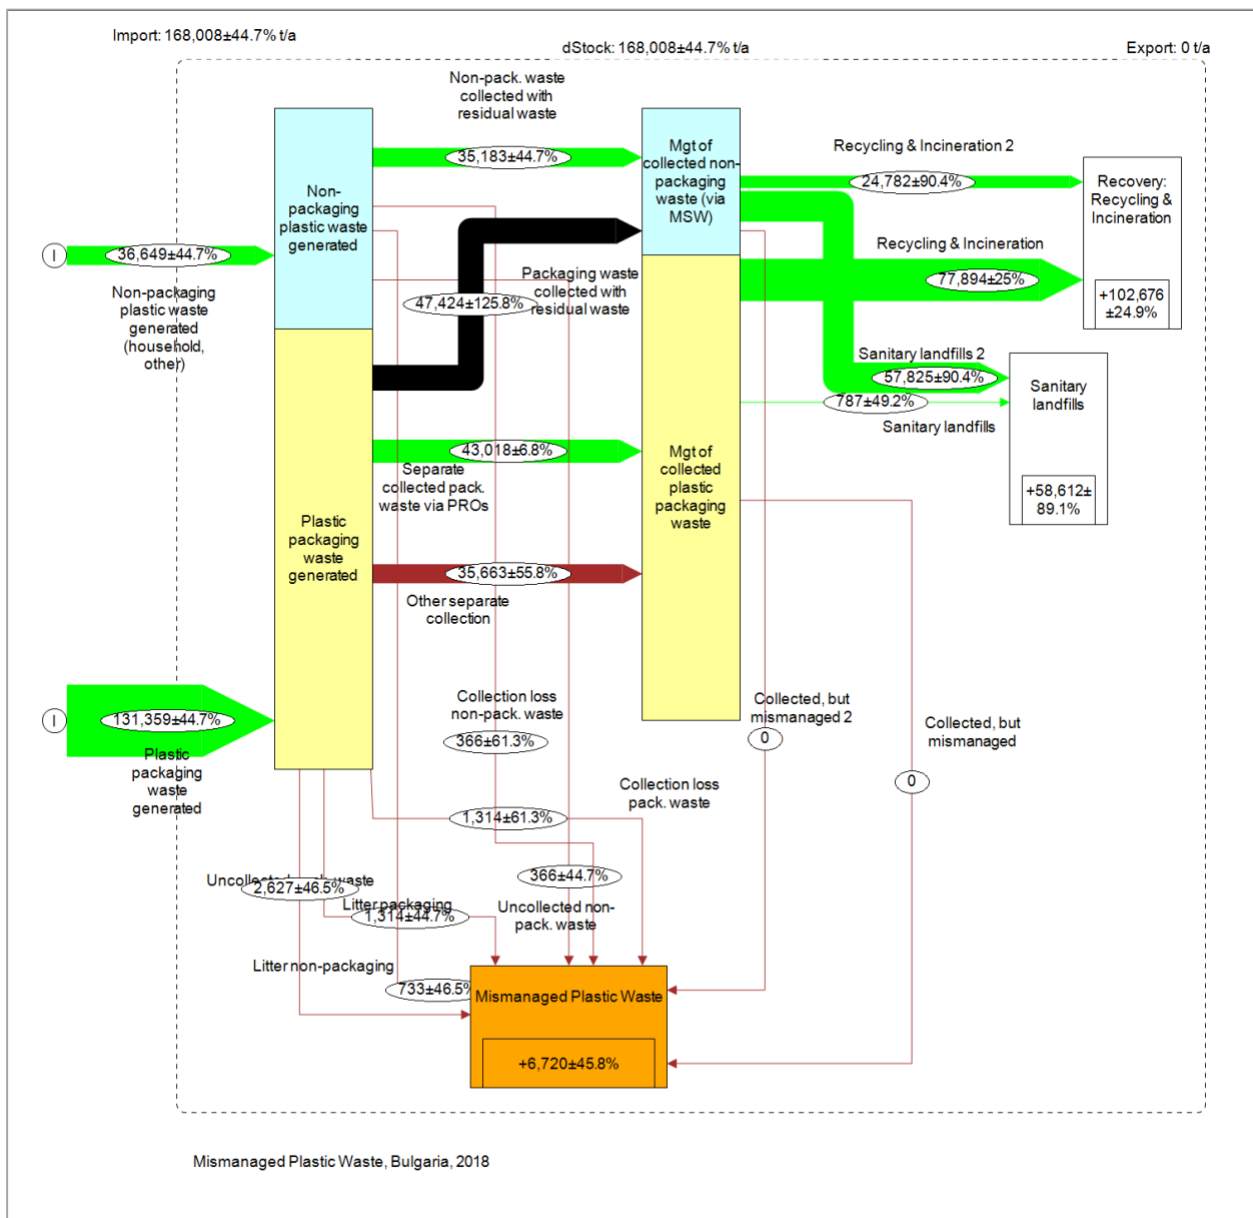 Import: 168,008±44.7% t/a
dStock: 168,008±44.7% t/a
Export: 0 t/a
Non-pack. waste
collected with
residual waste
35,183±44.7%
Non-
packaging
plastic waste
generated
Mgt of
collected non-
packaging
waste (via
MSW)
Recycling & Incineration 2
24,782±90.4%
Recovery:
Recycling &
Incineration
+102,676
±24.9%
I
36,649±44.7%
Non-packaging
plastic waste
generated
(household,
other)
47,424±125.8%
Packaging waste
collected with
residual waste
Recycling & Incineration
77,894±25%
Sanitary landfills 2
57,825±90.4%
787±49.2%
Sanitary landfills
Sanitary
landfills
+58,612±
89.1%
43,018±6.8%
Separate
collected pack.
waste via PROs
Mgt of
collected
plastic
packaging
waste
Plastic
packaging
waste
generated
35,663±55.8%
Other separate
collection
I
131,359±44.7%
Plastic
packaging
waste
generated
Collection loss
non-pack. waste
366±61.3%
Collected, but
mismanaged 2
0
Collected, but
mismanaged
0
Collection loss
pack. waste
1,314±61.3%
Uncollected waste
2,627±46.5%
366±44.7%
Uncollected non-
pack. waste
Litter packaging
1,314±44.7%
Litter non-packaging
733±46.5%
Mismanaged Plastic Waste
+6,720±45.8%
Mismanaged Plastic Waste, Bulgaria, 2018